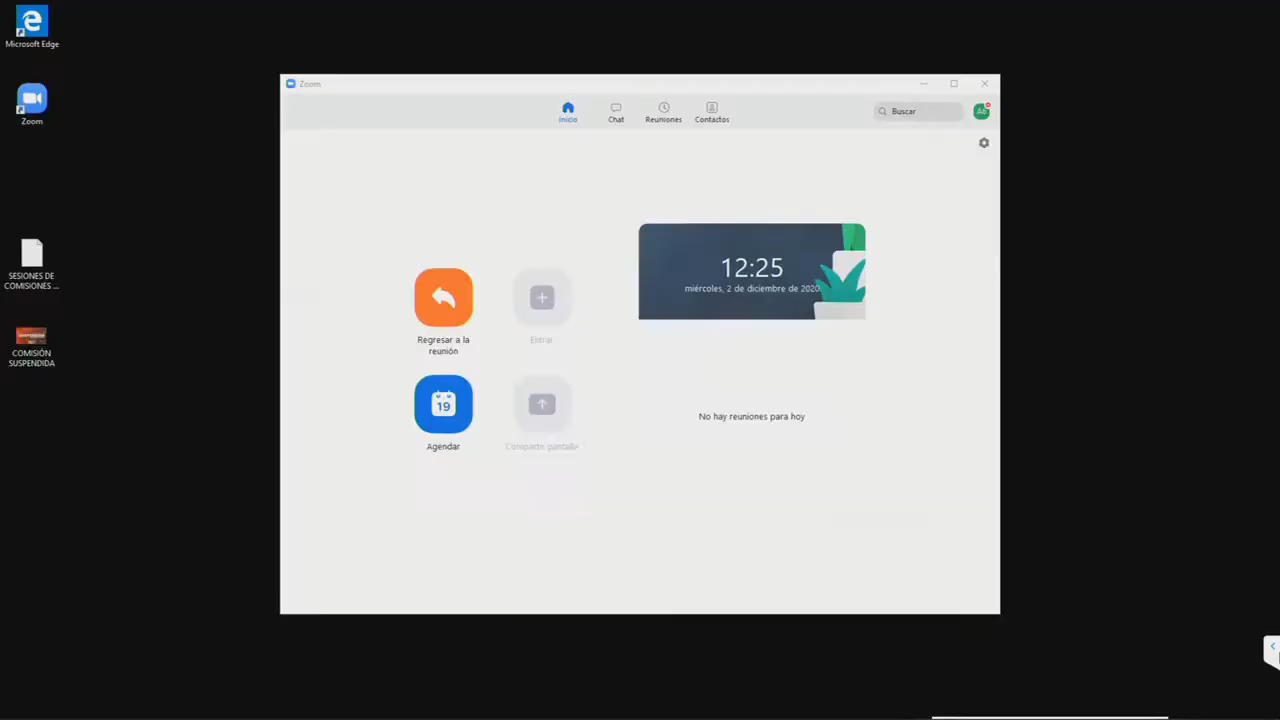 Microsoft Edge
Zoom
SESIONES DE
COMISIONES ...
COMISIÓN
SUSPENDIDA
Zoom
Inicio
Chat
Reuniones
Contactos
Buscar
12:25
miércoles, 2 de diciembre de 2020
Regresar a la
reunión
Entrar
19
Agendar
Compartir pantalla
No hay reuniones para hoy